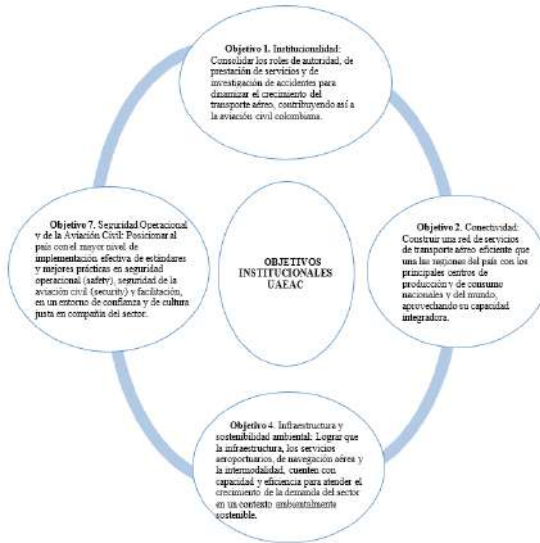 Objetivo 1. Institucionalidad:
Consolidar los roles de autoridad, de
prestación de servicios y de
investigación de accidentes para
dinamizar el crecimiento del
transporte aéreo, contribuyendo así a
la aviación civil colombiana.
Objetivo 2. Conectividad:
Construir una red de servicios
de transporte aéreo eficiente que
una las regiones del país con los
principales centros de
producción y de consumo
nacionales y del mundo,
aprovechando su capacidad
integradora.
Objetivo 4. Infraestructura y
sostenibilidad ambiental: Lograr que
la infraestructura, los servicios
aeroportuarios, de navegación aérea y
la intermodalidad, cuenten con
capacidad y eficiencia para atender el
crecimiento de la demanda del sector
en un contexto ambientalmente
sostenible.
Objetivo 7. Seguridad Operacional
y de la Aviación Civil: Posicionar al
país con el mayor nivel de
implementación efectiva de estándares
y mejores prácticas en seguridad
operacional (safety), seguridad de la
aviación civil (security) y facilitación,
en un entorno de confianza y de cultura
justa en compañía del sector.
OBJETIVOS
INSTITUCIONALES
UAEAC